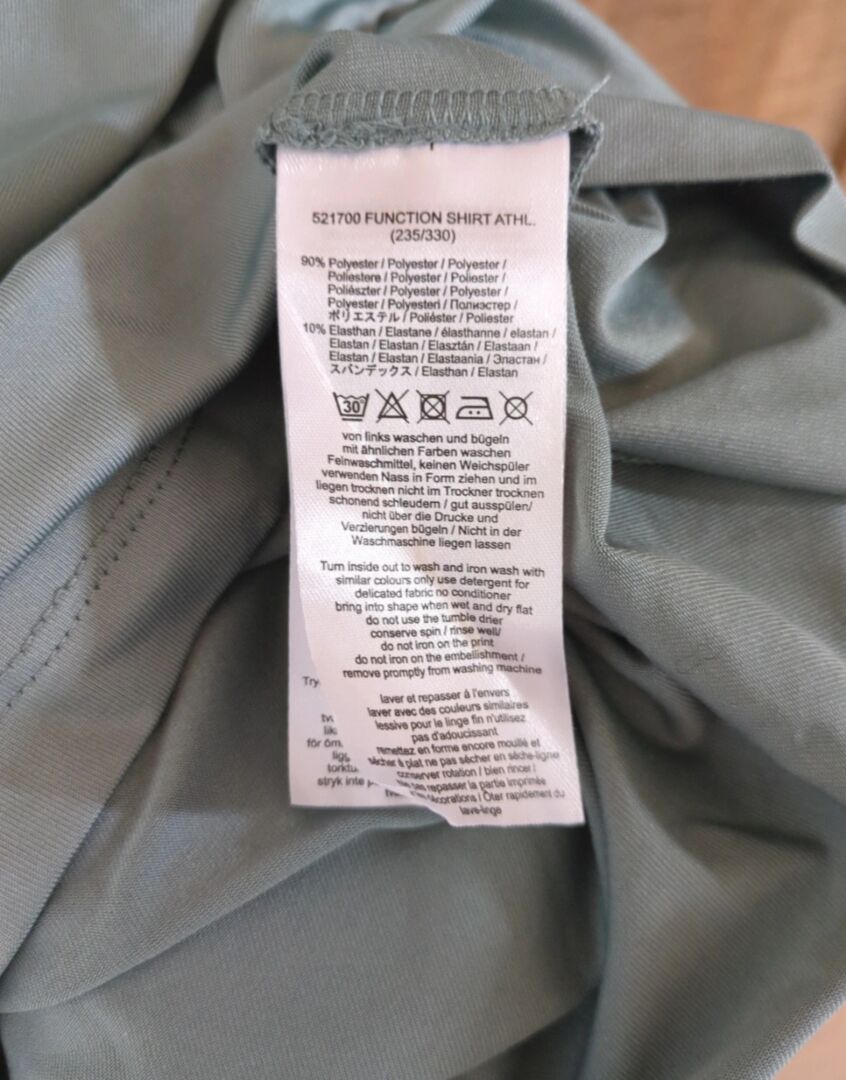 521700 FUNCTION SHIRT ATHL.
(235/330)
90% Polyester / Polyester / Polyester /
Poliestere / Polyester / Poliester /
Poliészter / Polyester / Polyester /
Polyester / Polyesteri / Полиэстер /
ポリエステル / Poliéster / Poliester
10% Elasthan / Elastane / élasthanne / elastan /
Elastan / Elastan / Elasztán / Elastaan /
Elastan / Elastan / Elastaania / Эластан /
スパンデックス / Elasthan / Elastan
30
von links waschen und bügeln
mit ähnlichen Farben waschen
Feinwaschmittel, keinen Weichspüler
verwenden Nass in Form ziehen und im
liegen trocknen nicht im Trockner trocknen
schonend schleudern / gut ausspülen/
nicht über die Drucke und
Verzierungen bügeln / Nicht in der
Waschmaschine liegen lassen
Turn inside out to wash and iron wash with
similar colours only use detergent for
delicated fabric no conditioner
bring into shape when wet and dry flat
do not use the tumble drier
conserve spin / rinse well/
do not iron on the print
do not iron on the embellishment /
remove promptly from washing machine
laver et repasser à l'envers
laver avec des couleurs similaires
lessive pour le linge fin n'utilisez
pas d'adoucissant
remettez en forme encore mouillé et
sécher à plat ne pas sécher en sèche-linge
conserver rotation / bien rincer /
repasser la partie imprimée
décorations / Ôter rapidement du
lave-linge
för
stryk inte